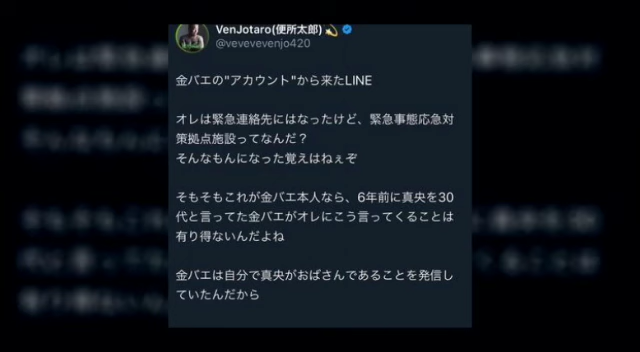 VenJotaro(便所太郎)
@vevevevenjo420
金バエの"アカウント"から来たLINE
オレは緊急連絡先にはなったけど、緊急事態応急対
策拠点施設ってなんだ？
そんなもんになった覚えはねぇぞ
そもそもこれが金バエ本人なら、6年前に真央を30
代と言ってた金バエがオレにこう言ってくることは
有り得ないんだよね
金バエは自分で真央がおばさんであることを発信し
ていたんだから